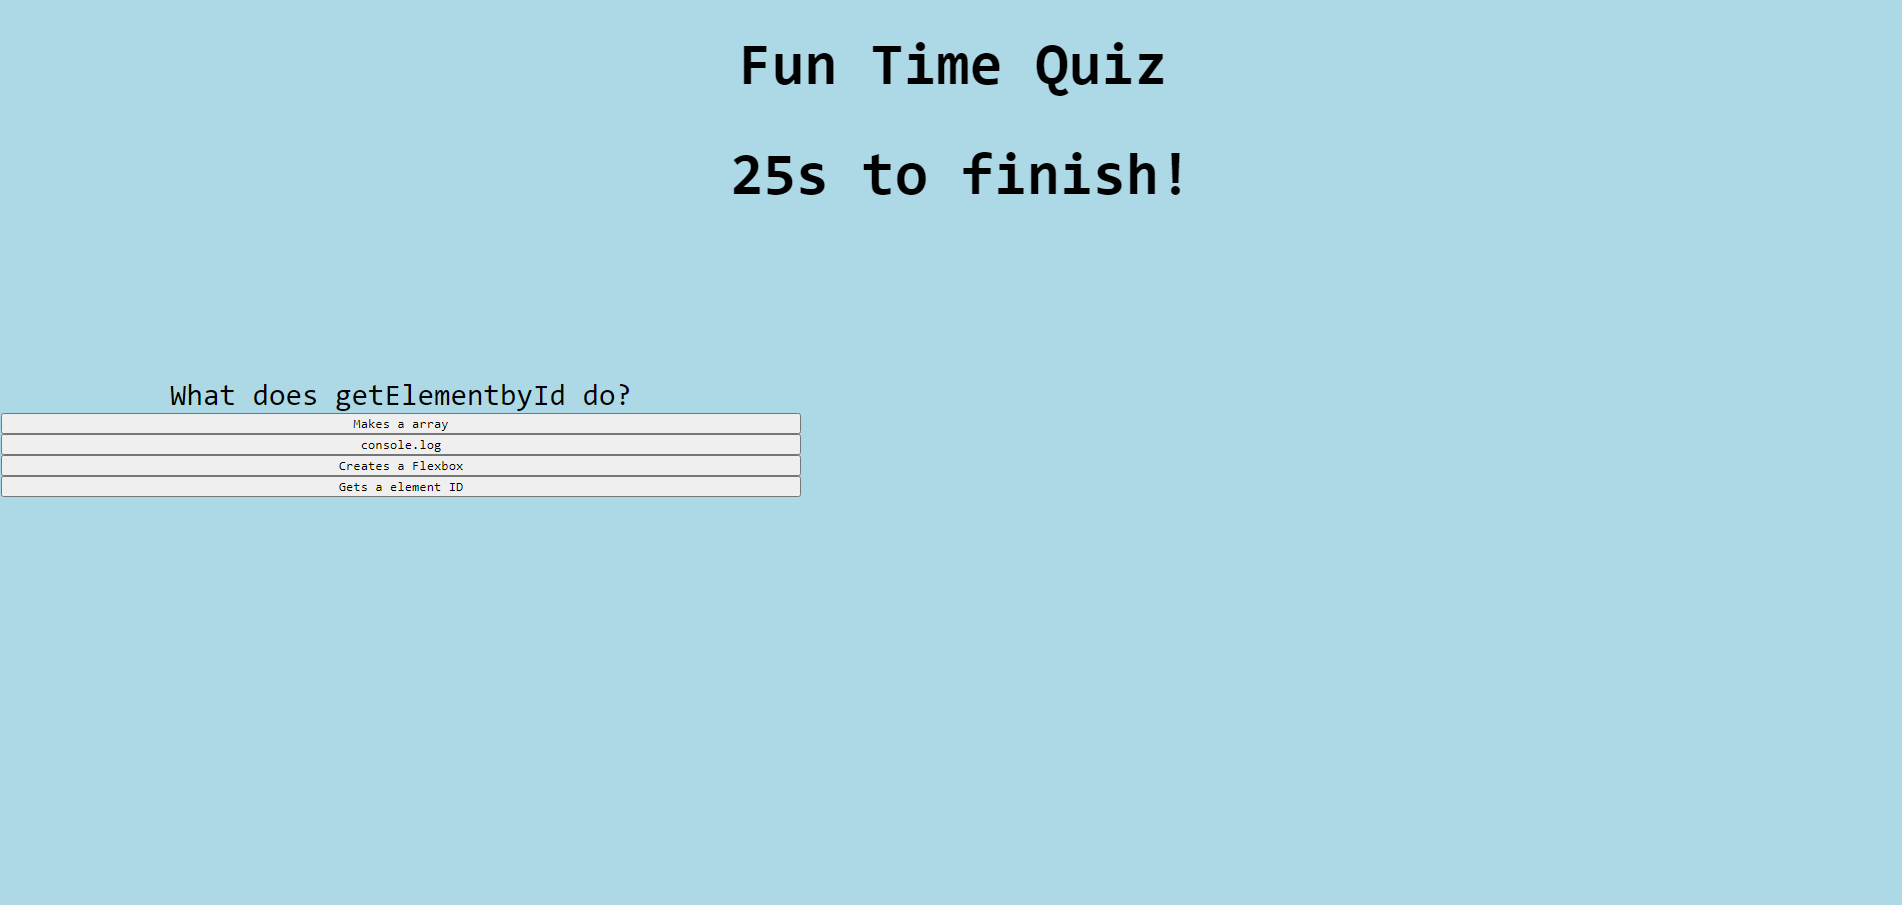 Fun Time Quiz
25s to finish!
What does getElementbyId do?
Makes a array
console.log
Creates a Flexbox
Gets a element ID